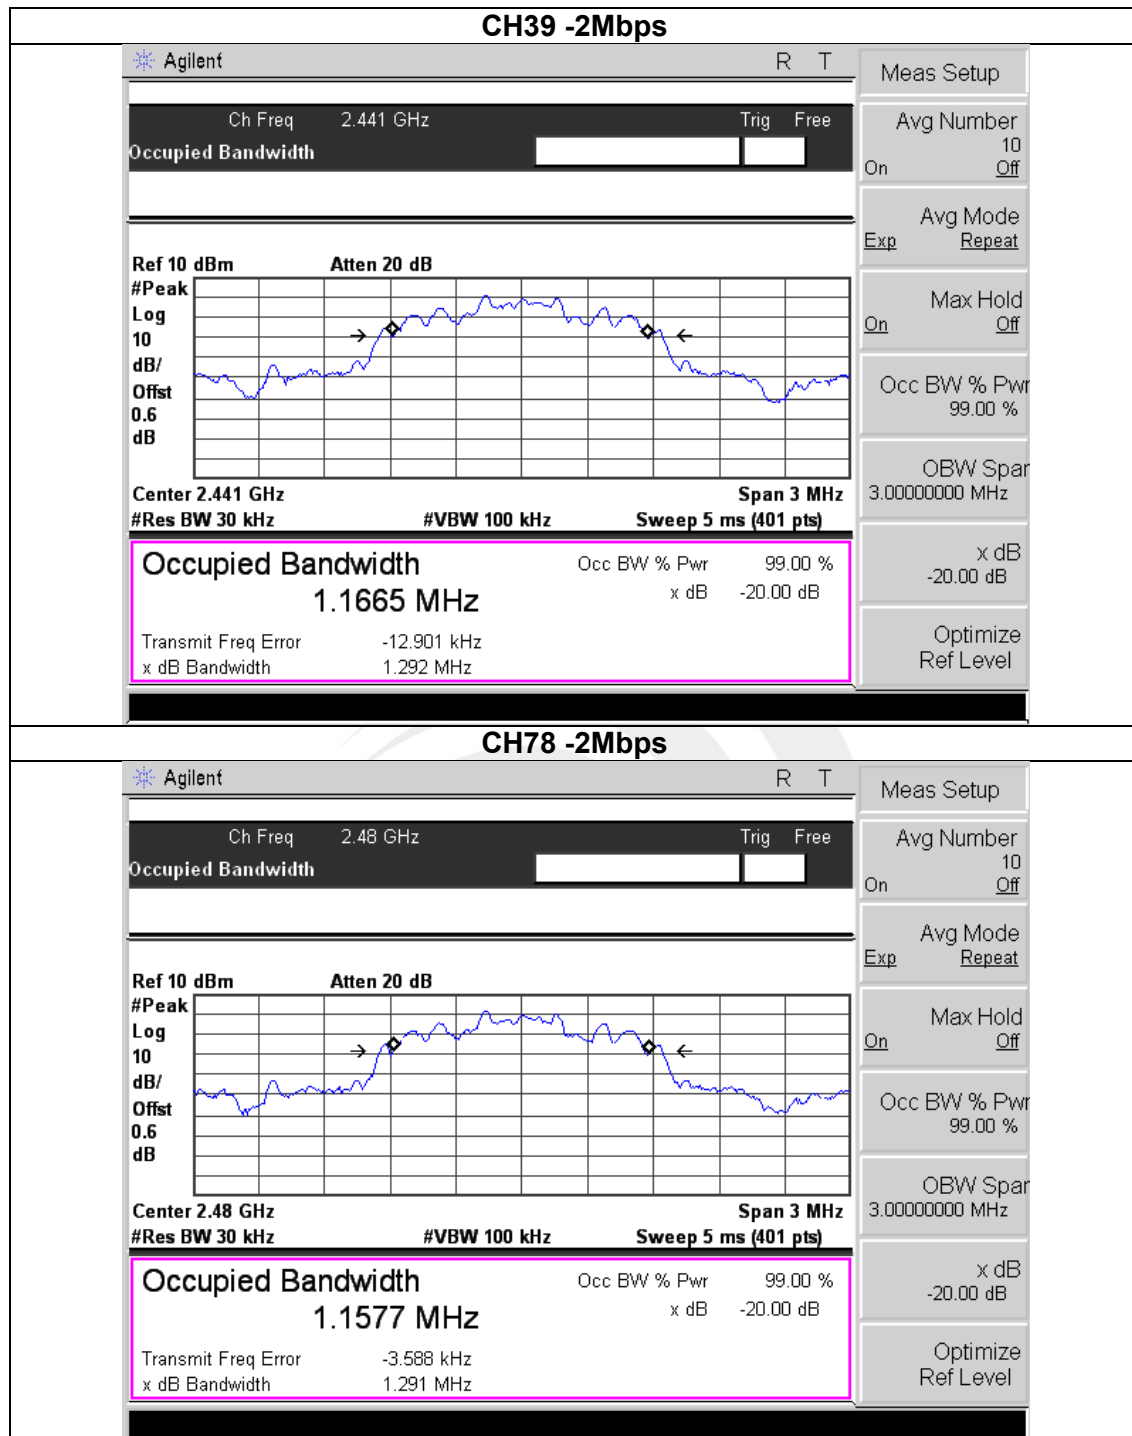 CH39 -2Mbps
Agilent R T
Meas Setup
Ch Freq 2.441 GHz Trig Free
Occupied Bandwidth
Avg Number
10
On Off
Avg Mode
Exp Repeat
Max Hold
On Off
Occ BW % Pwr
99.00 %
OBW Span
3.00000000 MHz
x dB
-20.00 dB
Optimize
Ref Level
Ref 10 dBm Atten 20 dB
#Peak
Log
10
dB/
Offst
0.6
dB
Center 2.441 GHz Span 3 MHz
#Res BW 30 kHz #VBW 100 kHz Sweep 5 ms (401 pts)
Occupied Bandwidth Occ BW % Pwr 99.00 %
1.1665 MHz x dB -20.00 dB
Transmit Freq Error -12.901 kHz
x dB Bandwidth 1.292 MHz
CH78 -2Mbps
Agilent R T
Meas Setup
Ch Freq 2.48 GHz Trig Free
Occupied Bandwidth
Avg Number
10
On Off
Avg Mode
Exp Repeat
Max Hold
On Off
Occ BW % Pwr
99.00 %
OBW Span
3.00000000 MHz
x dB
-20.00 dB
Optimize
Ref Level
Ref 10 dBm Atten 20 dB
#Peak
Log
10
dB/
Offst
0.6
dB
Center 2.48 GHz Span 3 MHz
#Res BW 30 kHz #VBW 100 kHz Sweep 5 ms (401 pts)
Occupied Bandwidth Occ BW % Pwr 99.00 %
1.1577 MHz x dB -20.00 dB
Transmit Freq Error -3.588 kHz
x dB Bandwidth 1.291 MHz